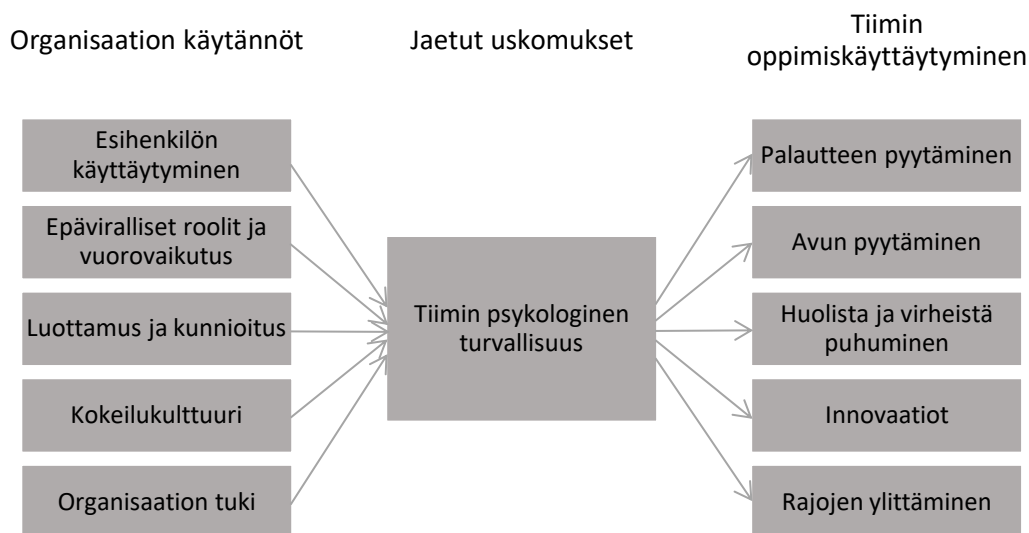 Organisaation käytännöt
Jaetut uskomukset
Tiimin
oppimiskäyttäytyminen
Esihenkilön
käyttäytyminen
Epäviralliset roolit ja
vuorovaikutus
Luottamus ja kunnioitus
Kokeilukulttuuri
Organisaation tuki
Tiimin psykologinen
turvallisuus
Palautteen pyytäminen
Avun pyytäminen
Huolista ja virheistä
puhuminen
Innovaatiot
Rajojen ylittäminen